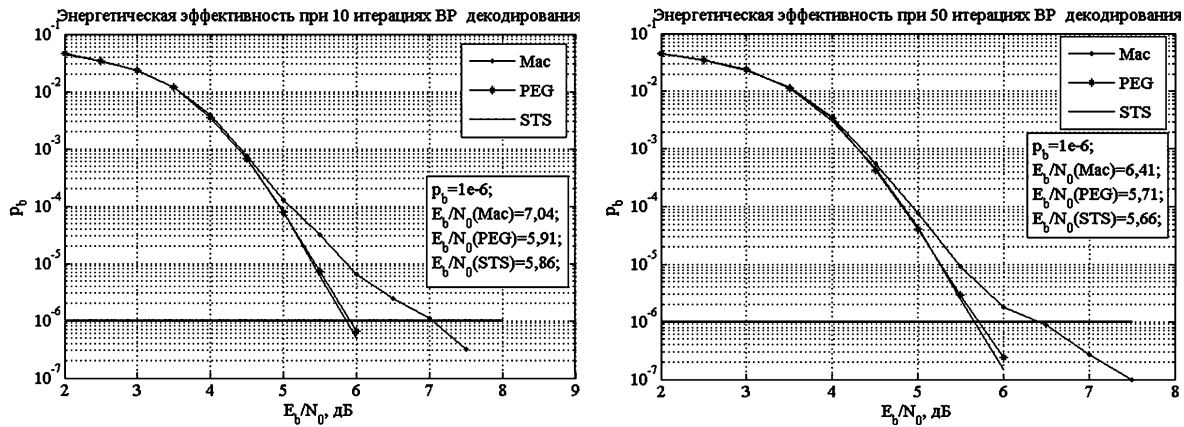 Энергетическая эффективность при 10 итерациях BP декодирования
10^-1
10^-2
10^-3
10^-4
10^-5
10^-6
10^-7
p_b
Mac
PEG
STS
p_b=1e-6;
E_b/N_0(Mac)=7,04;
E_b/N_0(PEG)=5,91;
E_b/N_0(STS)=5,86;
2 3 4 5 6 7 8 9
E_b/N_0, дБ
Энергетическая эффективность при 50 итерациях BP декодирования
10^-1
10^-2
10^-3
10^-4
10^-5
10^-6
10^-7
p_b
Mac
PEG
STS
p_b=1e-6;
E_b/N_0(Mac)=6,41;
E_b/N_0(PEG)=5,71;
E_b/N_0(STS)=5,66;
2 3 4 5 6 7 8
E_b/N_0, дБ